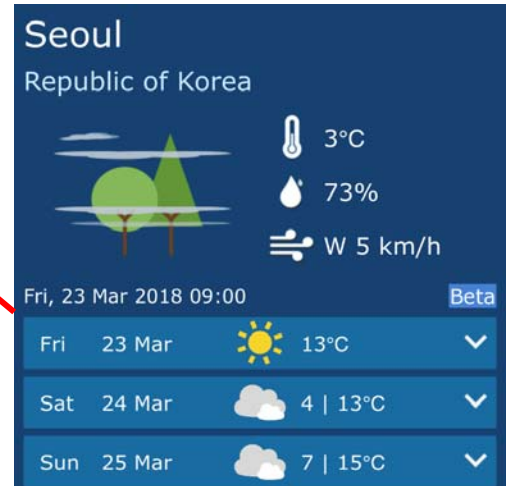 Seoul
Republic of Korea
3°C
73%
W 5 km/h
Fri, 23 Mar 2018 09:00 Beta
Fri 23 Mar 13°C
Sat 24 Mar 4 | 13°C
Sun 25 Mar 7 | 15°C